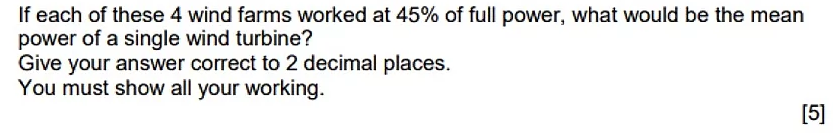 If each of these 4 wind farms worked at 45% of full power, what would be the mean
power of a single wind turbine?
Give your answer correct to 2 decimal places.
You must show all your working.
[5]